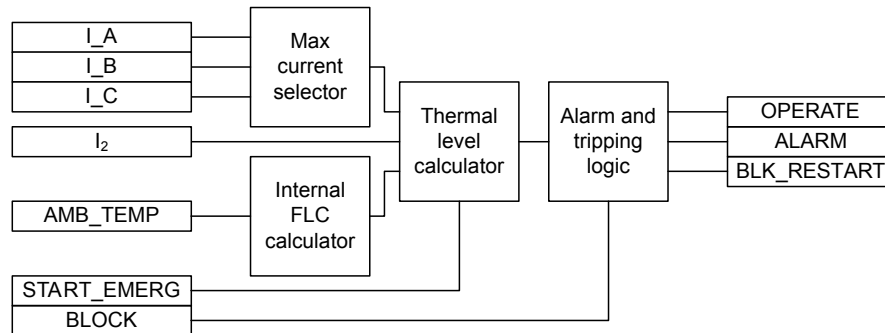 I_A
I_B
I_C
I₂
AMB_TEMP
START_EMERG
BLOCK
Max
current
selector
Internal
FLC
calculator
Thermal
level
calculator
Alarm and
tripping
logic
OPERATE
ALARM
BLK_RESTART